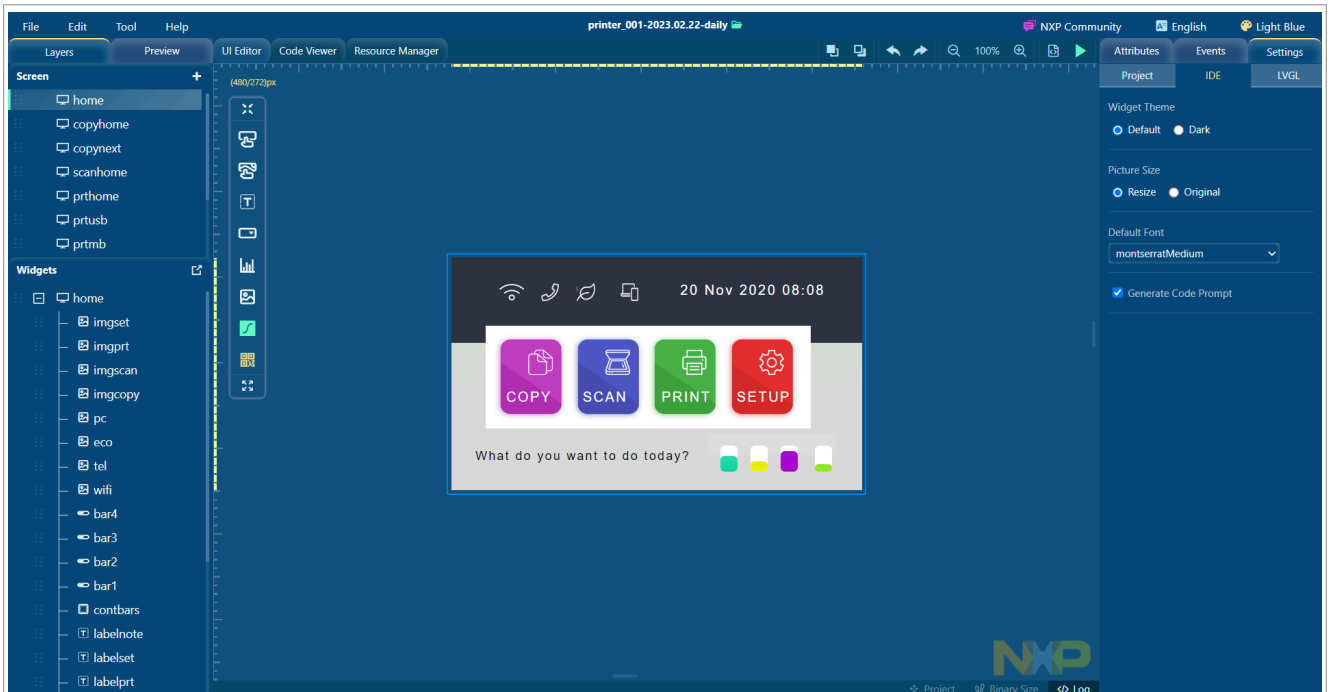 File Edit Tool Help
printer_001-2023.02.22-daily
NXP Community English Light Blue
Layers Preview
UI Editor Code Viewer Resource Manager
100%
Attributes Events Settings
Screen +
home
copyhome
copynext
scanhome
prthome
prtusb
prtmb
Widgets
home
imgset
imgprt
imgscan
imgcopy
pc
eco
tel
wifi
bar4
bar3
bar2
bar1
contbars
labelnote
labelset
labelprt
(480/272)px
20 Nov 2020 08:08
COPY SCAN PRINT SETUP
What do you want to do today?
NXP
Project Binary Size Log
Project IDE LVGL
Widget Theme
Default Dark
Picture Size
Resize Original
Default Font
montserratMedium
Generate Code Prompt